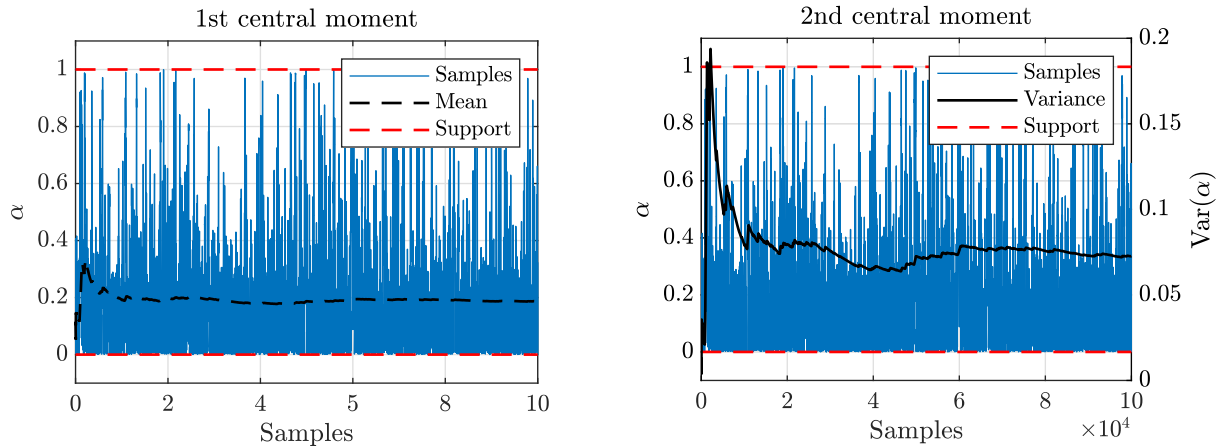 1st central moment
1
0.8
0.6
0.4
0.2
0
α
0 2 4 5 6 8 10
Samples
Samples
Mean
Support
2nd central moment
1
0.8
0.6
0.4
0.2
0
α
0.2
0.15
0.1
0.05
0
Var(α)
0 2 4 6 8 10
Samples
×10⁴
Samples
Variance
Support